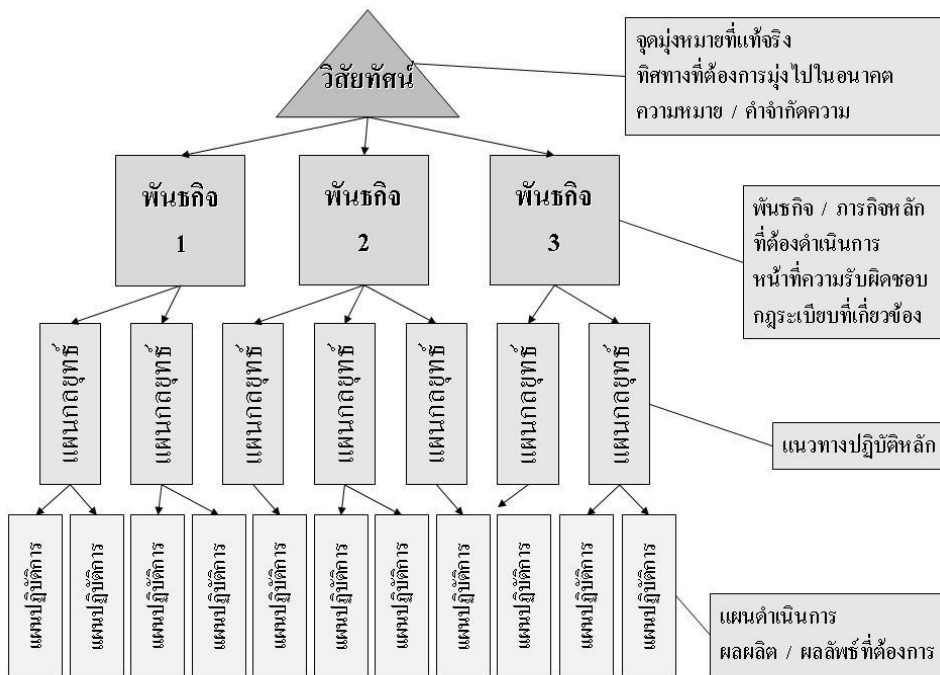 วิสัยทัศน์
จุดมุ่งหมายที่แท้จริง
ทิศทางที่ต้องการมุ่งไปในอนาคต
ความหมาย / คำจำกัดความ
พันธกิจ
1
พันธกิจ
2
พันธกิจ
3
พันธกิจ / ภารกิจหลัก
ที่ต้องดำเนินการ
หน้าที่ความรับผิดชอบ
กฎระเบียบที่เกี่ยวข้อง
แผนกลยุทธ์
แผนกลยุทธ์
แผนกลยุทธ์
แผนกลยุทธ์
แผนกลยุทธ์
แผนกลยุทธ์
แผนกลยุทธ์
แนวทางปฏิบัติหลัก
แผนปฏิบัติการ
แผนปฏิบัติการ
แผนปฏิบัติการ
แผนปฏิบัติการ
แผนปฏิบัติการ
แผนปฏิบัติการ
แผนปฏิบัติการ
แผนปฏิบัติการ
แผนปฏิบัติการ
แผนปฏิบัติการ
แผนปฏิบัติการ
แผนดำเนินการ
ผลผลิต / ผลลัพธ์ที่ต้องการ